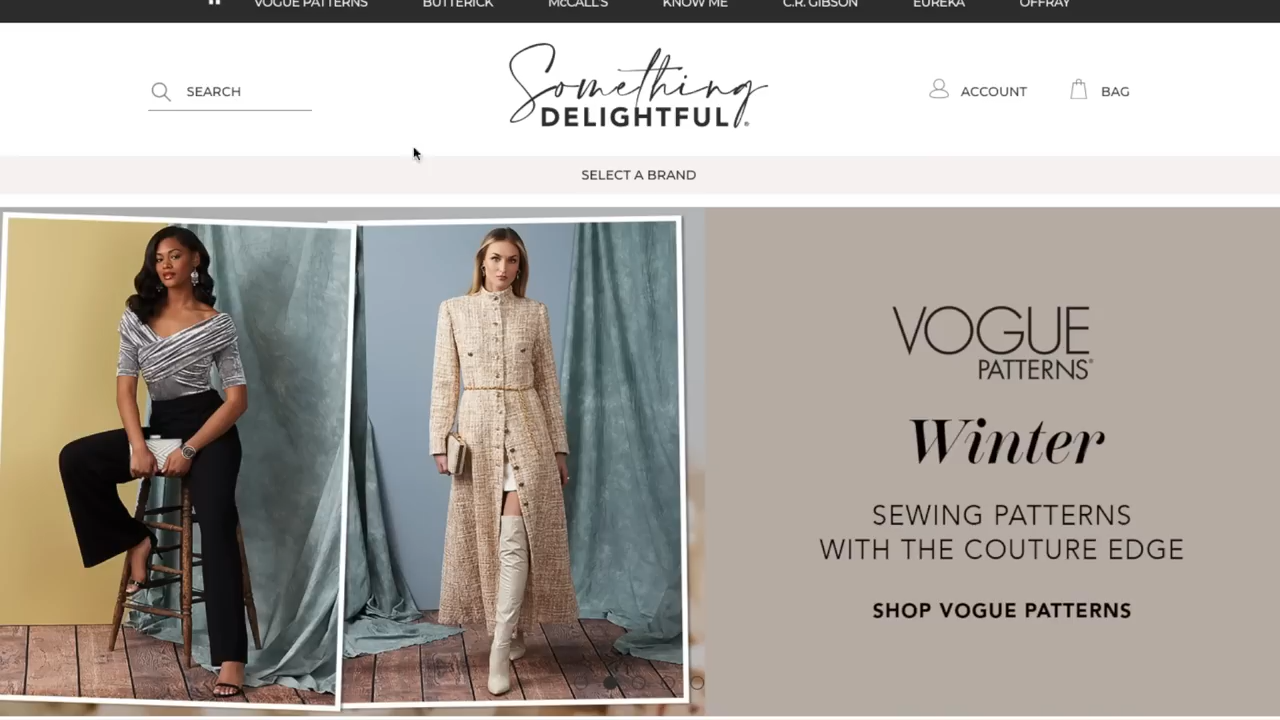 VOGUE PATTERNS BUTTERICK McCALL'S KNOW ME C.R. GIBSON EUREKA OFFRAY
SEARCH
Something
DELIGHTFUL®
ACCOUNT BAG
SELECT A BRAND
VOGUE
PATTERNS®
Winter
SEWING PATTERNS
WITH THE COUTURE EDGE
SHOP VOGUE PATTERNS